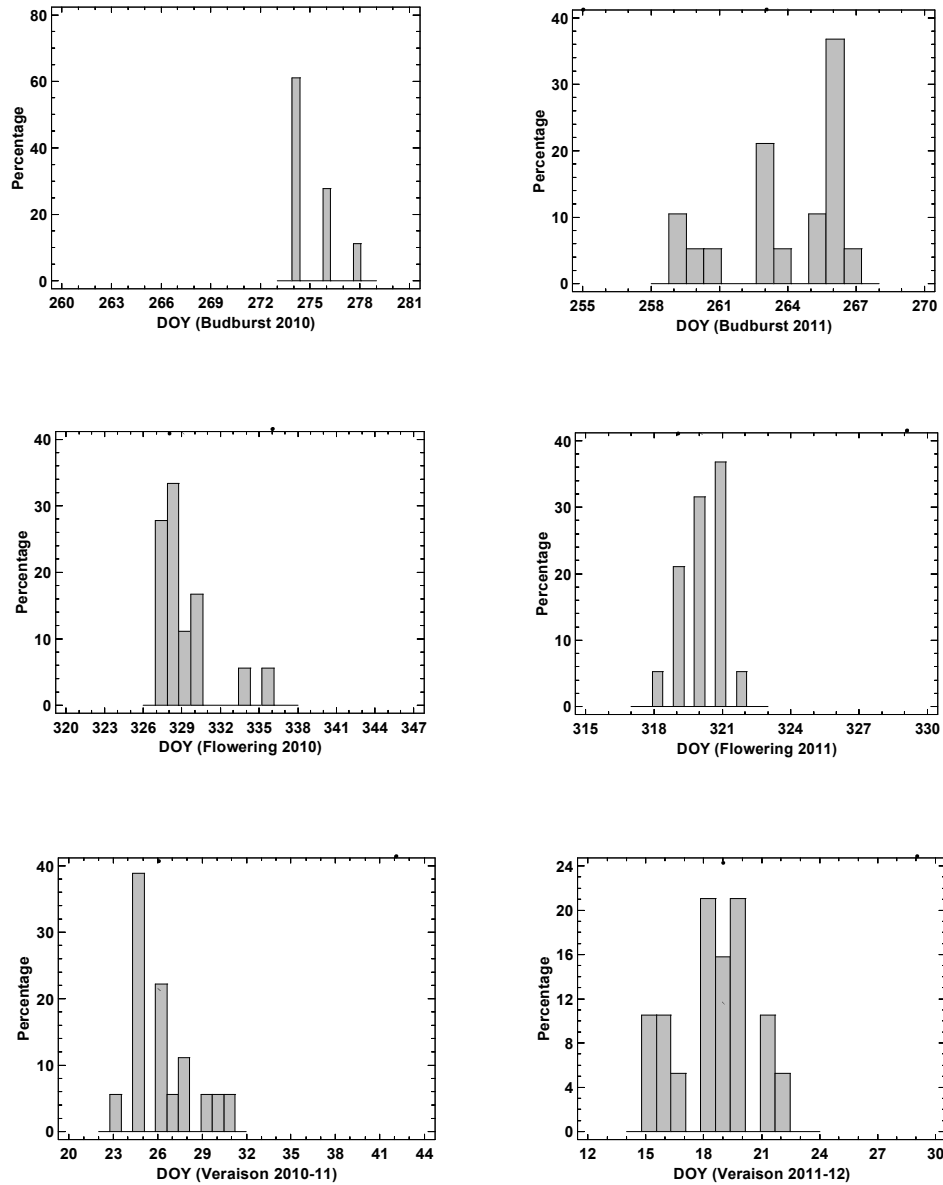 80
60
40
20
0
Percentage
260 263 266 269 272 275 278 281
DOY (Budburst 2010)
40
30
20
10
0
Percentage
255 258 261 264 267 270
DOY (Budburst 2011)
40
30
20
10
0
Percentage
320 323 326 329 332 335 338 341 344 347
DOY (Flowering 2010)
40
30
20
10
0
Percentage
315 318 321 324 327 330
DOY (Flowering 2011)
40
30
20
10
0
Percentage
20 23 26 29 32 35 38 41 44
DOY (Veraison 2010-11)
24
20
16
12
8
4
0
Percentage
12 15 18 21 24 27 30
DOY (Veraison 2011-12)